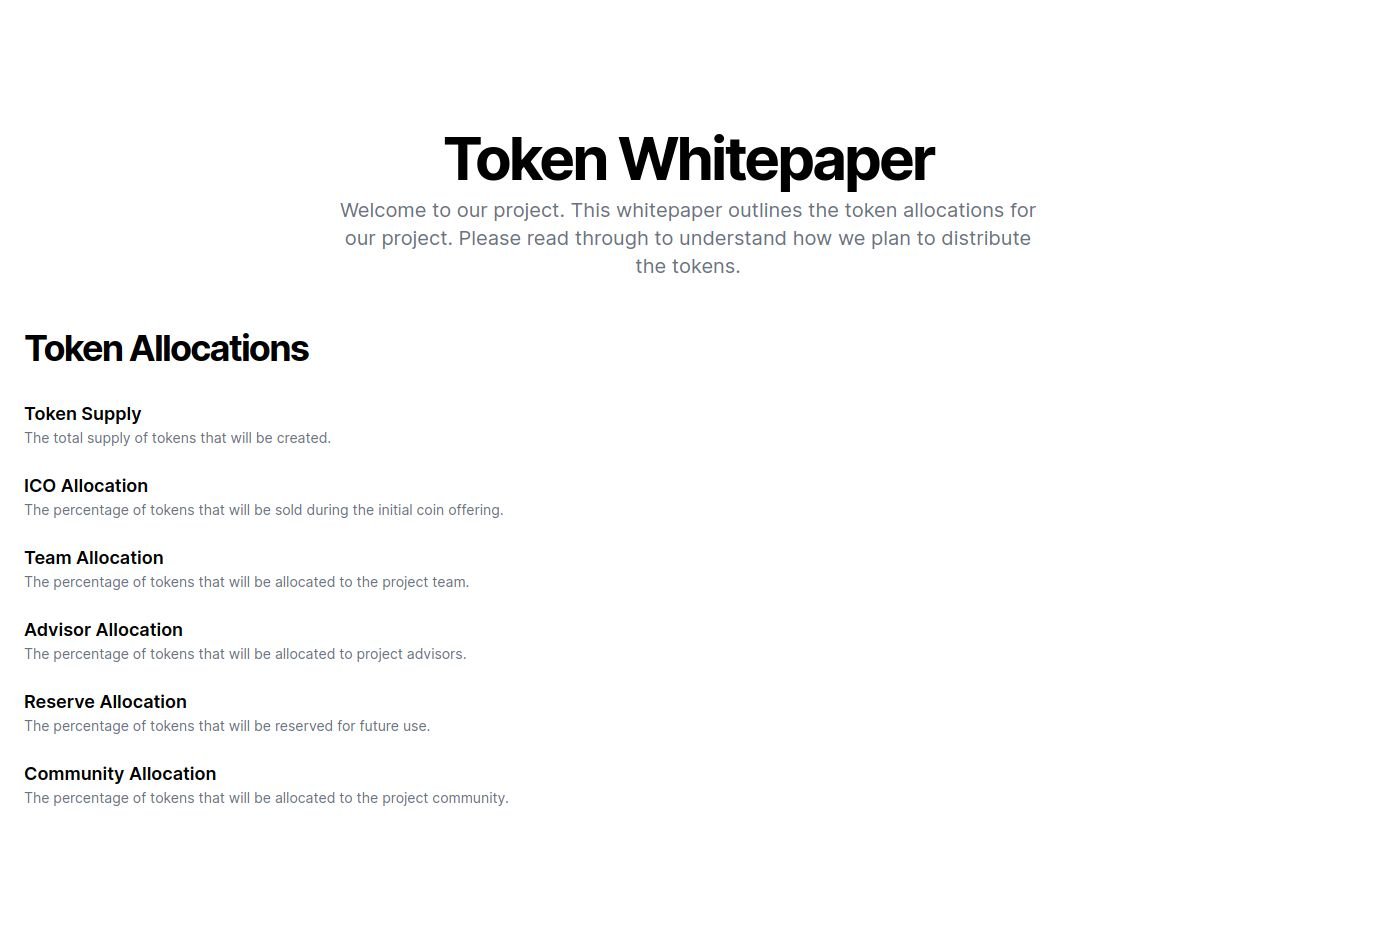 Token Whitepaper
Welcome to our project. This whitepaper outlines the token allocations for
our project. Please read through to understand how we plan to distribute
the tokens.
Token Allocations
Token Supply
The total supply of tokens that will be created.
ICO Allocation
The percentage of tokens that will be sold during the initial coin offering.
Team Allocation
The percentage of tokens that will be allocated to the project team.
Advisor Allocation
The percentage of tokens that will be allocated to project advisors.
Reserve Allocation
The percentage of tokens that will be reserved for future use.
Community Allocation
The percentage of tokens that will be allocated to the project community.